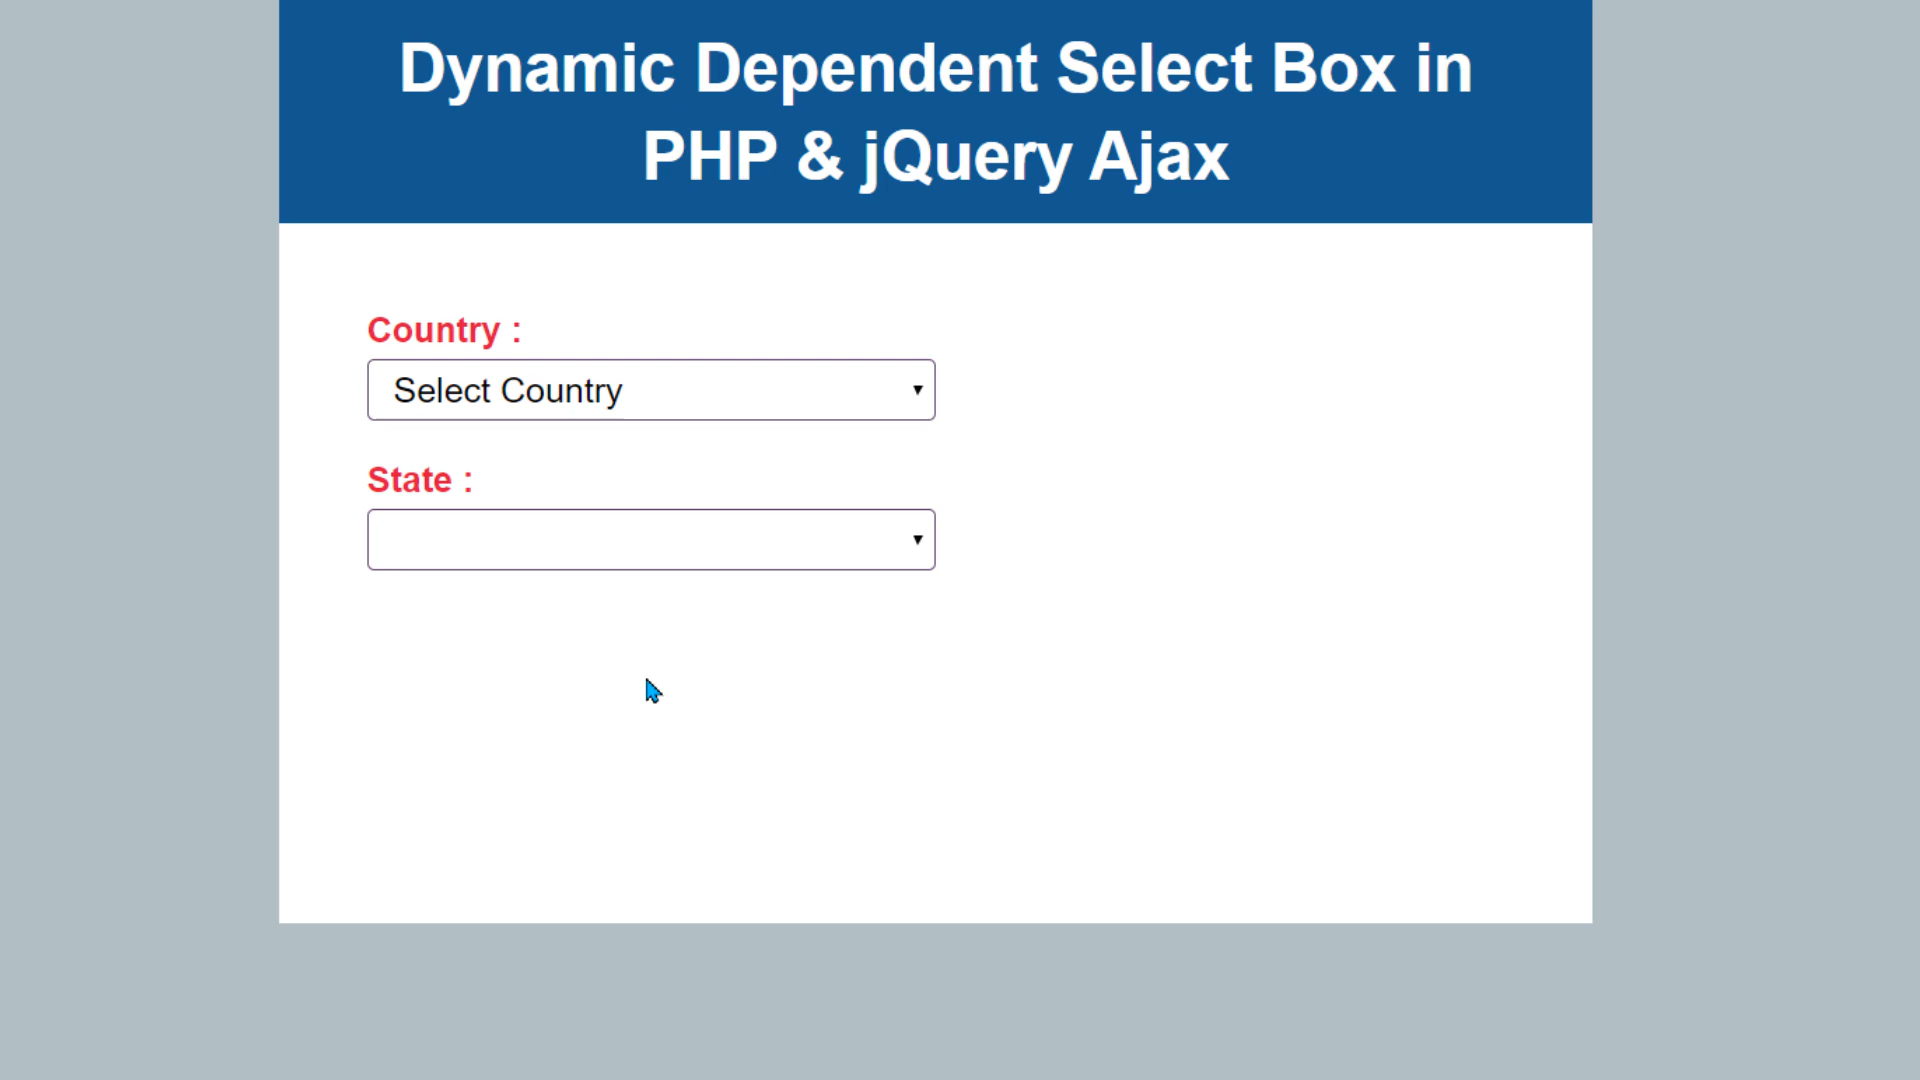 Dynamic Dependent Select Box in
PHP & jQuery Ajax
Country :
Select Country
State :